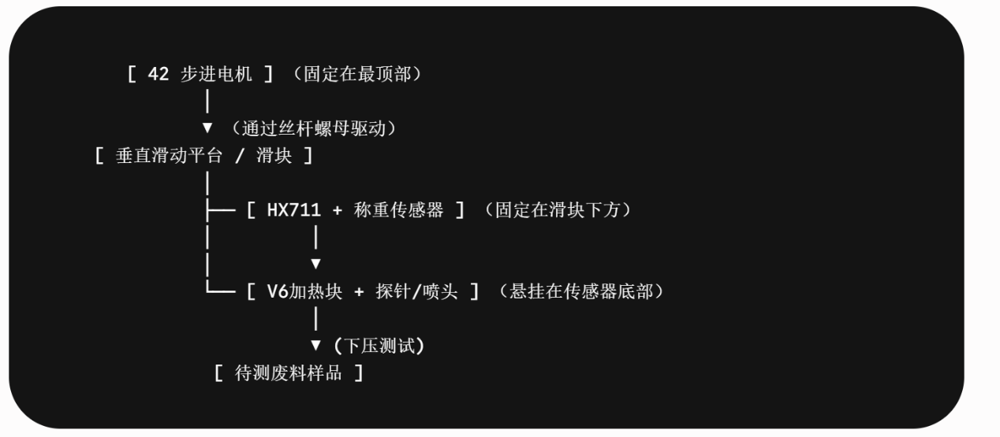 [ 42 步进电机 ] （固定在最顶部）
│
▼ （通过丝杆螺母驱动）
[ 垂直滑动平台 / 滑块 ]
│
├── [ HX711 + 称重传感器 ] （固定在滑块下方）
│ │
│ ▼
└── [ V6加热块 + 探针/喷头 ] （悬挂在传感器底部）
│
▼ (下压测试)
[ 待测废料样品 ]